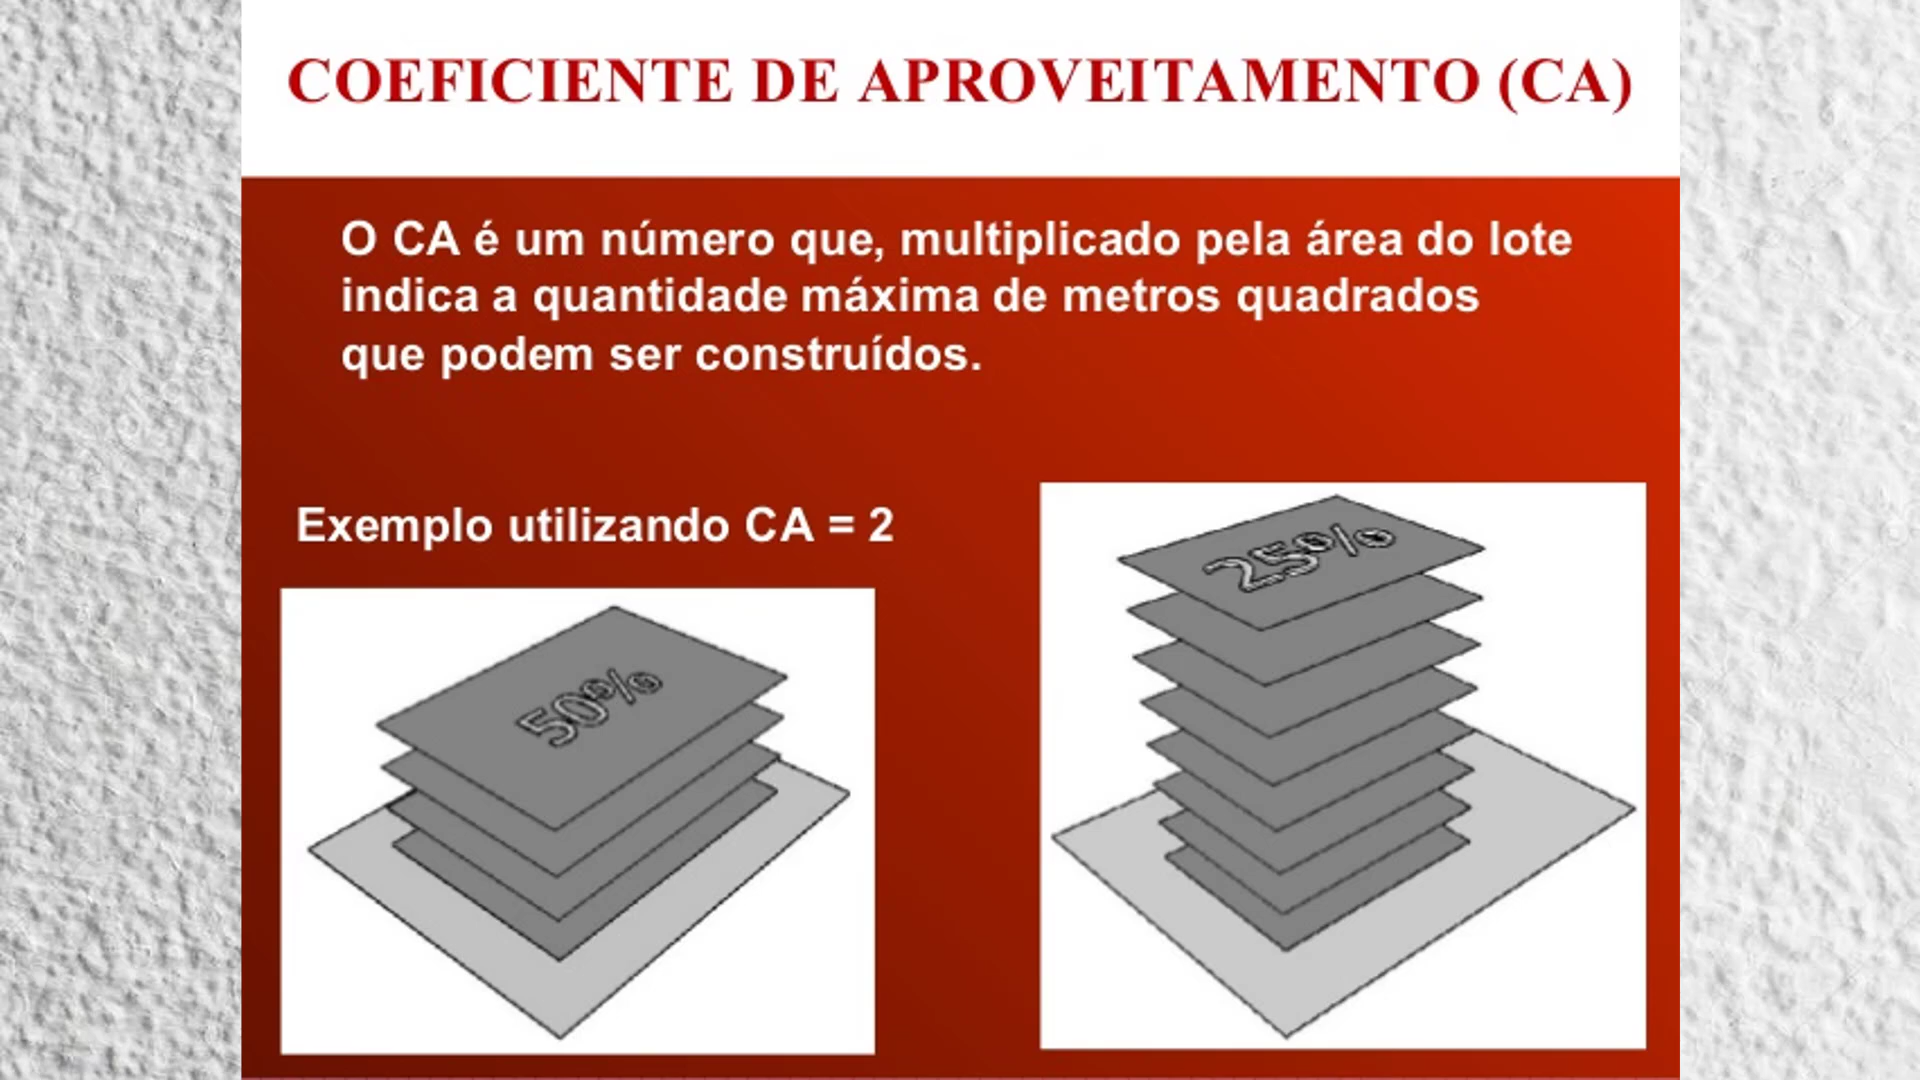 COEFICIENTE DE APROVEITAMENTO (CA)
O CA é um número que, multiplicado pela área do lote
indica a quantidade máxima de metros quadrados
que podem ser construídos.
Exemplo utilizando CA = 2
50%
25%